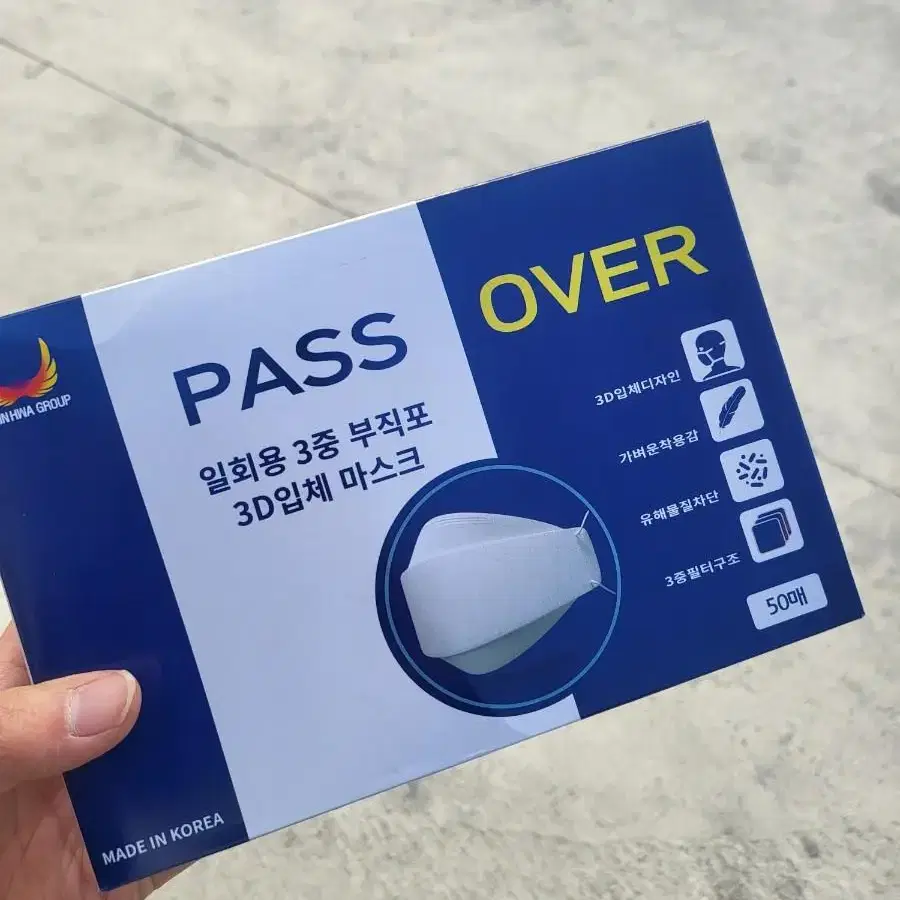 GROUP
PASS
OVER
일회용 3중 부직포
3D입체 마스크
3D입체디자인
가벼운착용감
유해물질차단
3중필터구조
50매
MADE IN KOREA